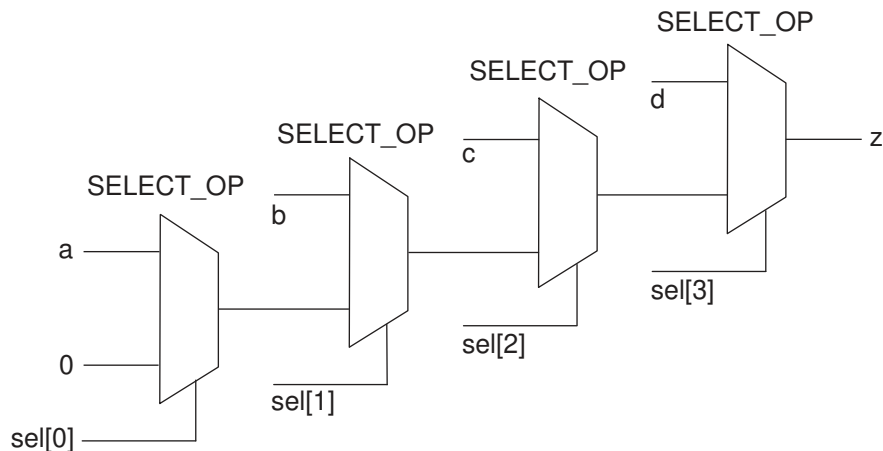 SELECT_OP
d
z
SELECT_OP
c
SELECT_OP
b
sel[3]
SELECT_OP
a
sel[2]
0
sel[1]
sel[0]